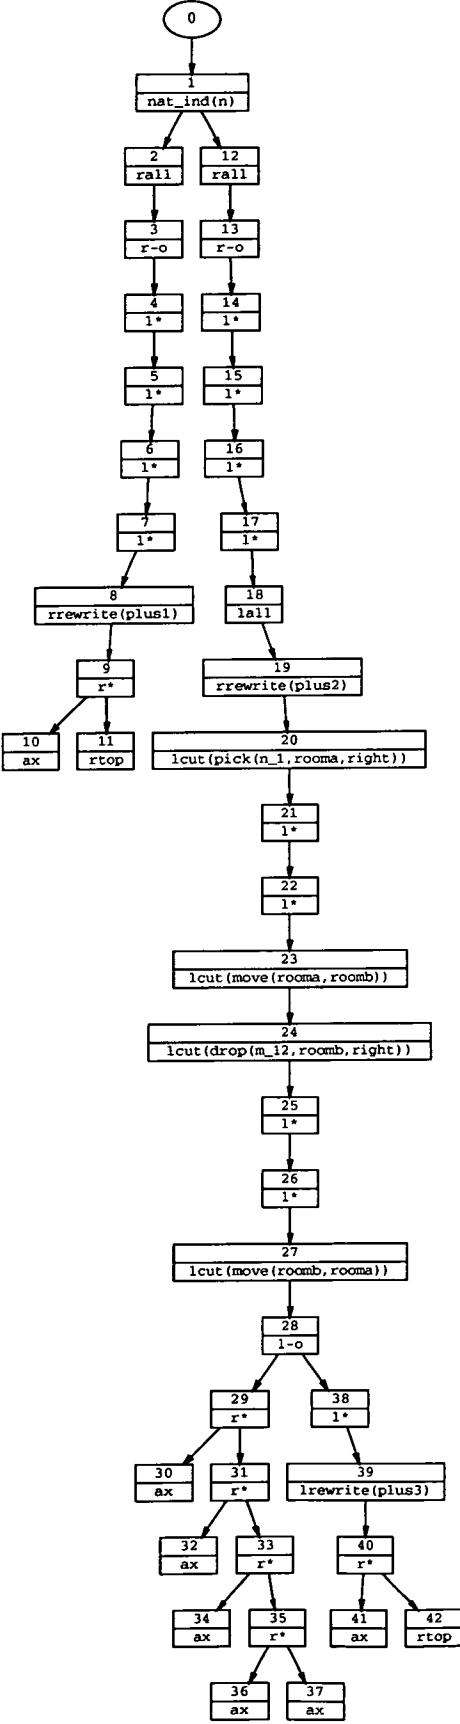 0
1
nat_ind(n)
2
rall
12
rall
3
r-o
13
r-o
4
l*
14
l*
5
l*
15
l*
6
l*
16
l*
7
l*
17
l*
8
rrewrite(plus1)
18
lall
9
r*
19
rrewrite(plus2)
10
ax
11
rtop
20
lcut(pick(n_1,rooma,right))
21
l*
22
l*
23
lcut(move(rooma,roomb))
24
lcut(drop(m_12,roomb,right))
25
l*
26
l*
27
lcut(move(roomb,rooma))
28
l-o
29
r*
38
l*
30
ax
31
r*
39
lrewrite(plus3)
32
ax
33
r*
40
r*
34
ax
35
r*
41
ax
42
rtop
36
ax
37
ax